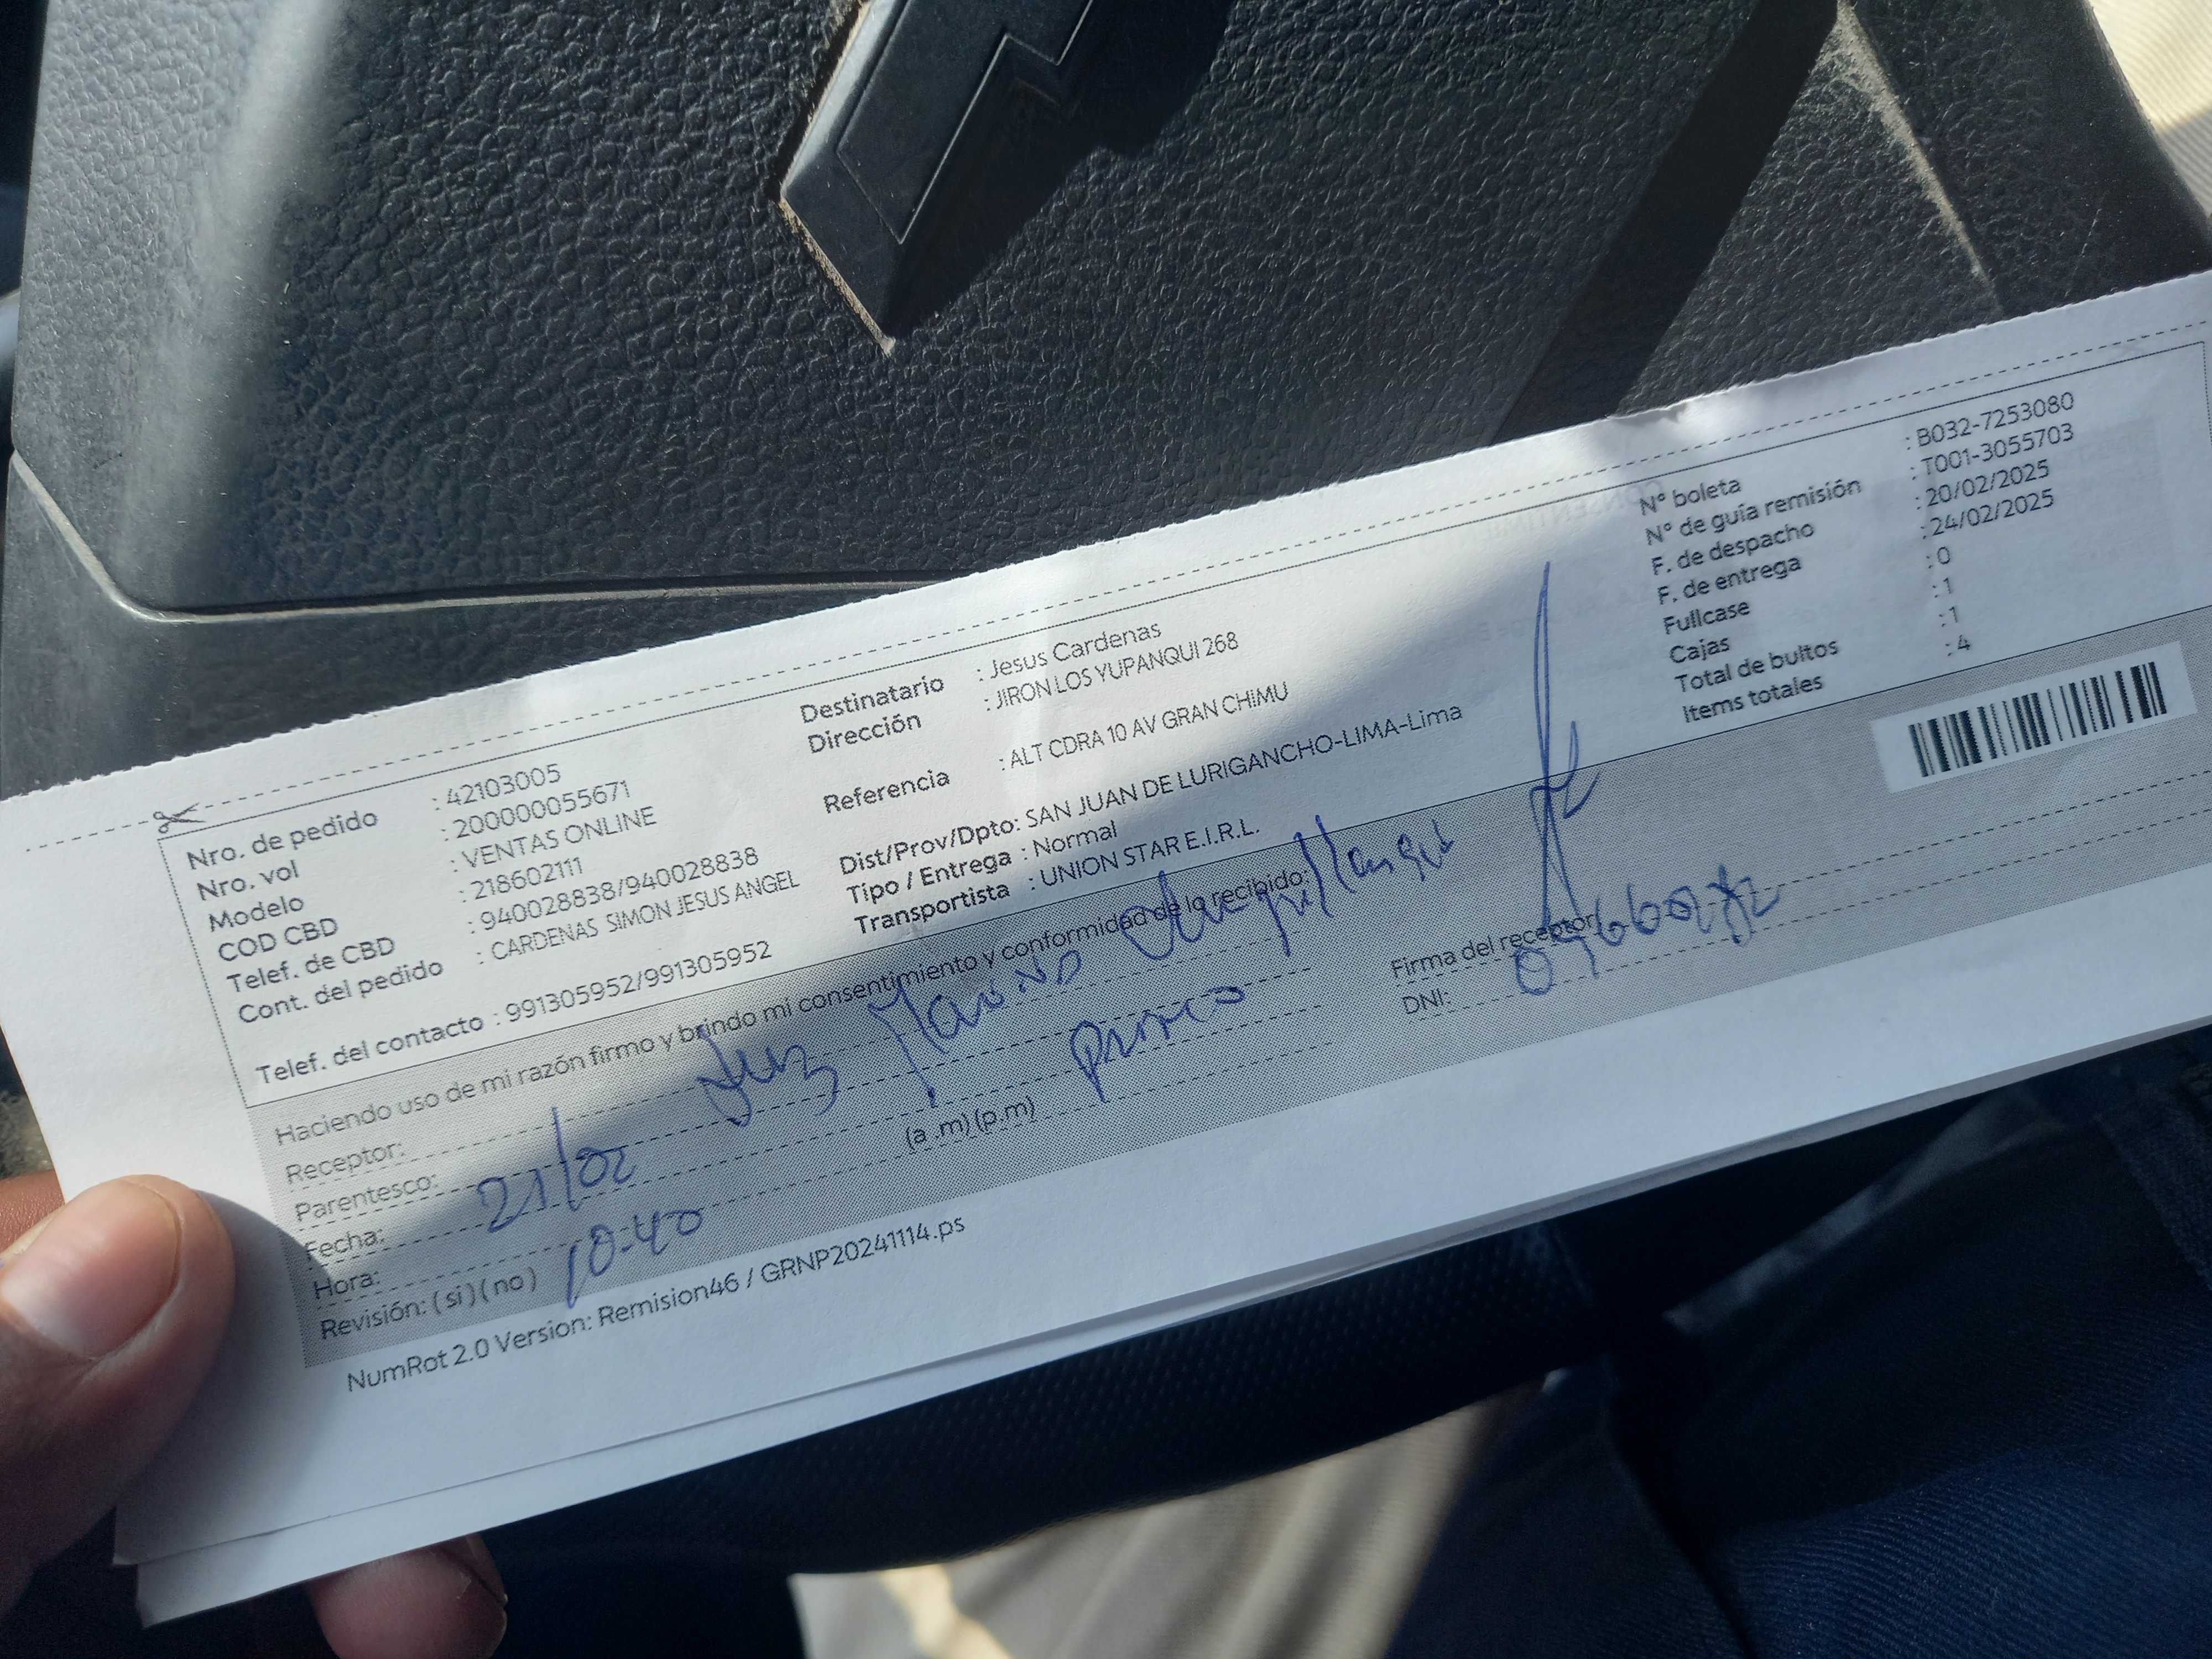 Nro. de pedido : 42103005
Nro. vol : 200000055671
Modelo : VENTAS ONLINE
COD CBD : 218602111
Telef. de CBD : 940028838/940028838
Cont. del pedido : CARDENAS SIMON JESUS ANGEL
Telef. del contacto : 991305952/991305952
Destinatario : Jesus Cardenas
Dirección : JIRON LOS YUPANQUI 268
Referencia : ALT CDRA 10 AV GRAN CHIMU
Dist/Prov/Dpto: SAN JUAN DE LURIGANCHO-LIMA-Lima
Tipo / Entrega : Normal
Transportista : UNION STAR E.I.R.L.
N° boleta : B032-7253080
N° de guía remisión : T001-3055703
F. de despacho : 20/02/2025
F. de entrega : 24/02/2025
Fullcase : 0
Cajas : 1
Total de bultos : 1
Items totales : 4
Haciendo uso de mi razón firmo y brindo mi consentimiento y conformidad de lo recibido:
Receptor:
Parentesco:
Fecha: 21/02
Hora: 10-40 (a .m) (p.m)
Revisión: ( si ) ( no )
Firma del receptor
DNI:
NumRot 2.0 Version: Remision46 / GRNP20241114.ps